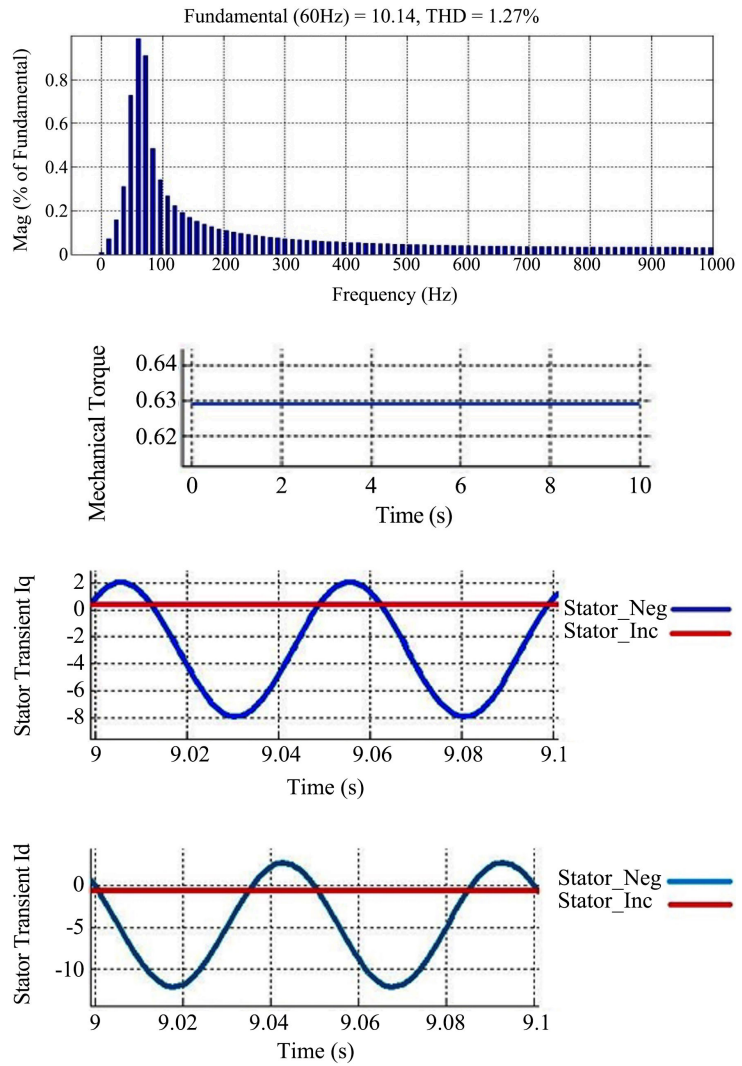 Fundamental (60Hz) = 10.14, THD = 1.27%
Mag (% of Fundamental)
0.8
0.6
0.4
0.2
0
0 100 200 300 400 500 600 700 800 900 1000
Frequency (Hz)
Mechanical Torque
0.64
0.63
0.62
0 2 4 6 8 10
Time (s)
Stator Transient Iq
2
0
-2
-4
-6
-8
9 9.02 9.04 9.06 9.08 9.1
Time (s)
Stator_Neg
Stator_Inc
Stator Transient Id
0
-5
-10
9 9.02 9.04 9.06 9.08 9.1
Time (s)
Stator_Neg
Stator_Inc